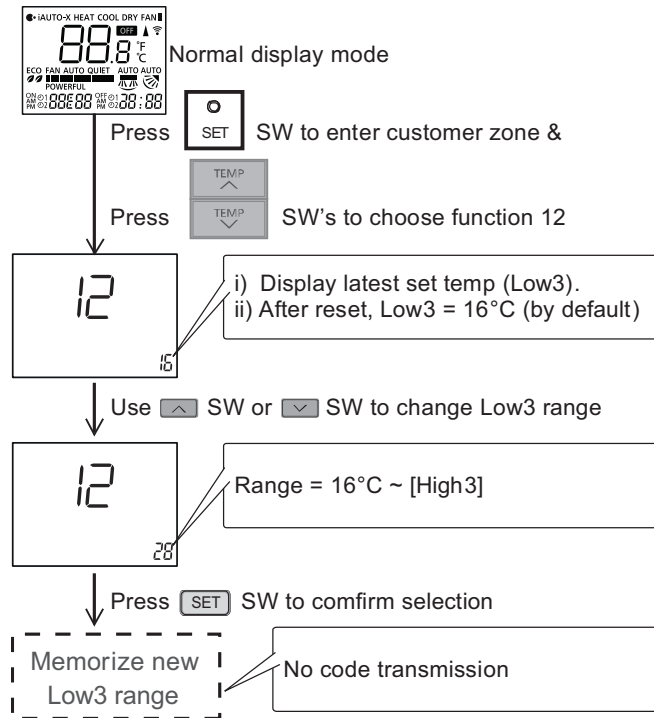 iAUTO-X HEAT COOL DRY FAN
88.8 °F °C OFF
ECO FAN AUTO QUIET AUTO AUTO
POWERFUL
ON AM PM 1 2 88:88 OFF AM PM 1 2 88:88
Normal display mode
Press SET SW to enter customer zone &
TEMP
Press TEMP SW's to choose function 12
12
16
i) Display latest set temp (Low3).
ii) After reset, Low3 = 16°C (by default)
Use SW or SW to change Low3 range
12
28
Range = 16°C ~ [High3]
Press SET SW to comfirm selection
Memorize new
Low3 range
No code transmission